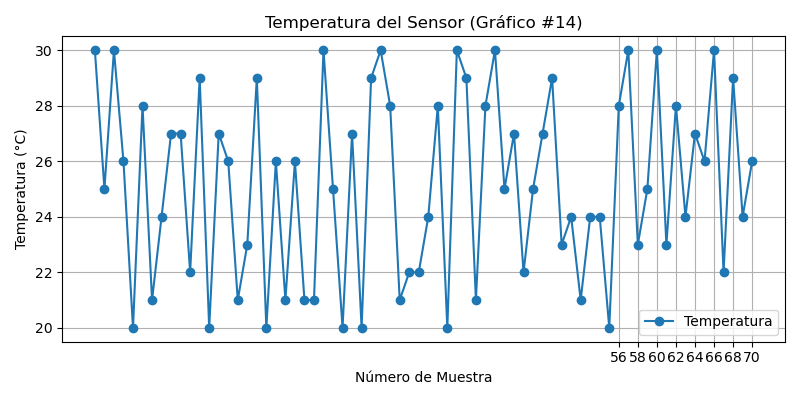 Temperatura del Sensor (Gráfico #14)
30
28
26
24
22
20
Temperatura (°C)
Temperatura
56 58 60 62 64 66 68 70
Número de Muestra